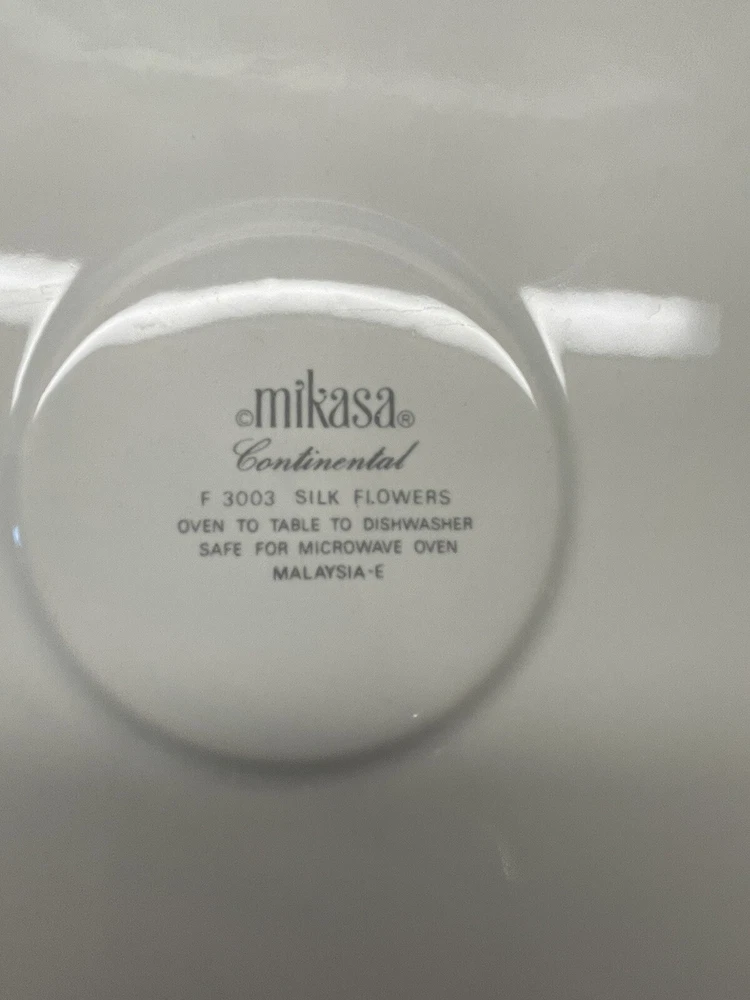 ©mikasa®
Continental
F 3003 SILK FLOWERS
OVEN TO TABLE TO DISHWASHER
SAFE FOR MICROWAVE OVEN
MALAYSIA-E